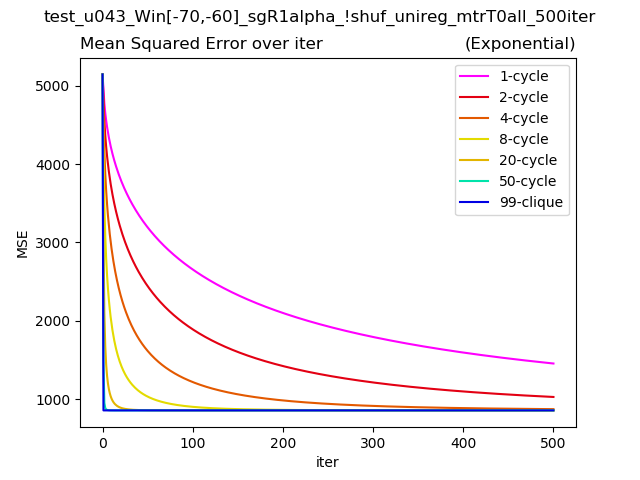 test_u043_Win[-70,-60]_sgR1alpha_!shuf_unireg_mtrT0all_500iter
Mean Squared Error over iter (Exponential)
1-cycle
2-cycle
4-cycle
8-cycle
20-cycle
50-cycle
99-clique
5000
4000
3000
2000
1000
MSE
0 100 200 300 400 500
iter